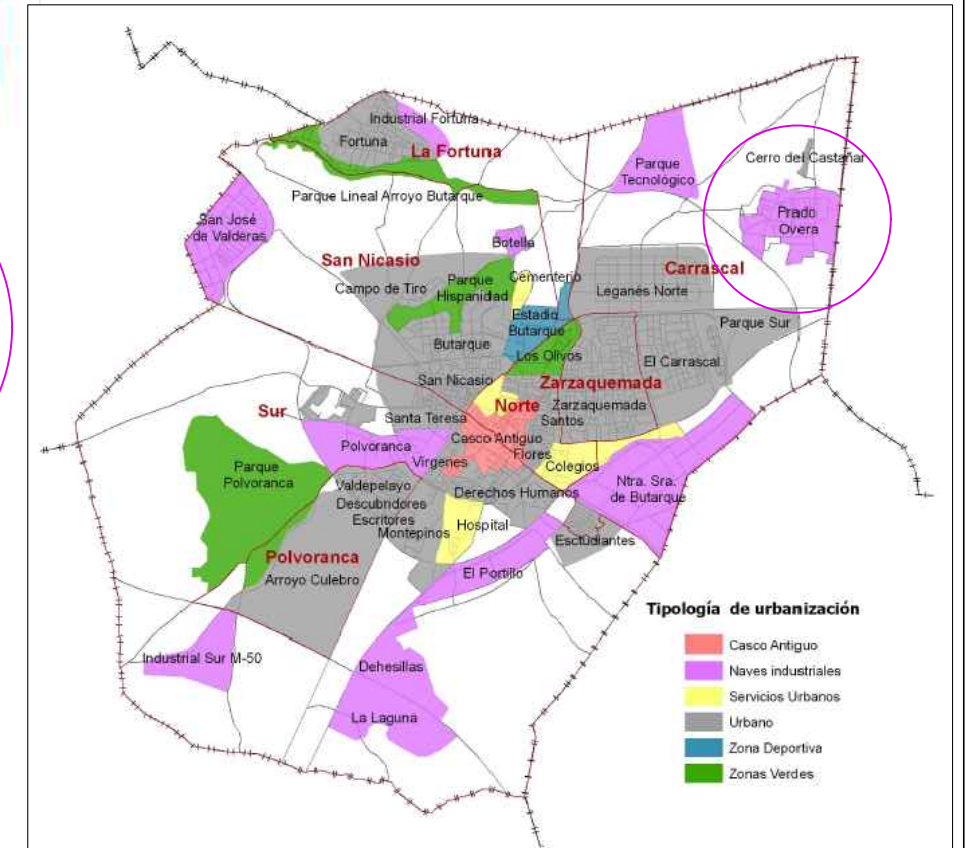 Industrial Fortuna
Fortuna
La Fortuna
Parque
Tecnológico
Cerro del Castañar
Parque Lineal Arroyo Butarque
San José
de Valderas
Prado
Overa
Botella
San Nicasio
Campo de Tiro
Parque
Hispanidad
Cementerio
Carrascal
Leganés Norte
Estadio
Butarque
Parque Sur
Butarque
Los Olivos
El Carrascal
San Nicasio
Zarzaquemada
Norte
Zarzaquemada
Santos
Sur
Santa Teresa
Casco Antiguo
Flores
Polvoranca
Virgenes
Colegios
Parque
Polvoranca
Ntra. Sra.
de Butarque
Valdepelayo
Derechos Humanos
Descubridores
Escritores
Montepinos
Hospital
Estudiantes
Polvoranca
Arroyo Culebro
El Portillo
Industrial Sur M-50
Dehesillas
La Laguna
Tipología de urbanización
Casco Antiguo
Naves industriales
Servicios Urbanos
Urbano
Zona Deportiva
Zonas Verdes